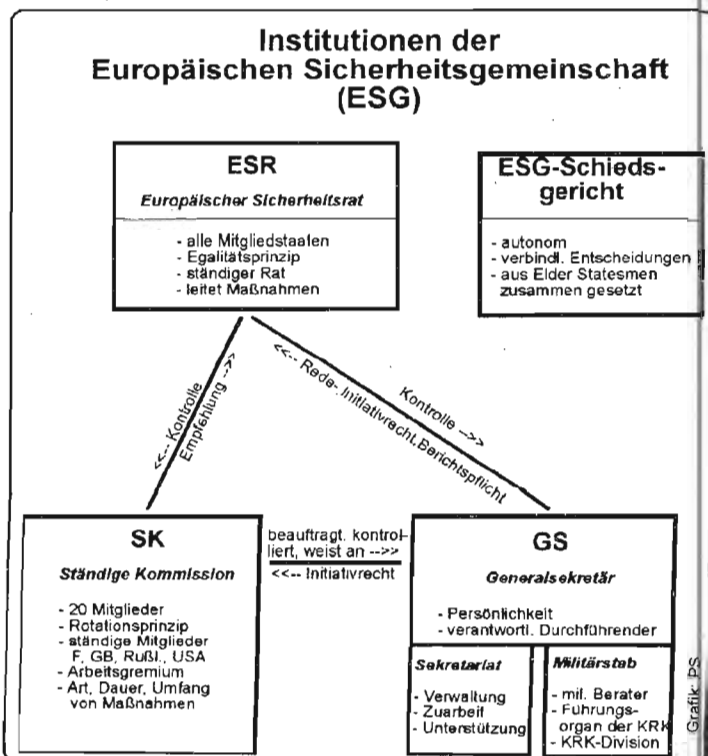 Institutionen der
Europäischen Sicherheitsgemeinschaft
(ESG)
ESR
Europäischer Sicherheitsrat
- alle Mitgliedstaaten
- Egalitätsprinzip
- ständiger Rat
- leitet Maßnahmen
ESG-Schieds-
gericht
- autonom
- verbindl. Entscheidungen
- aus Elder Statesmen
zusammen gesetzt
<<-- Kontrolle
Empfehlung -->>
Kontrolle -->>
<<-- Rede-, Initiativrecht,Berichtspflicht
SK
Ständige Kommission
- 20 Mitglieder
- Rotationsprinzip
- ständige Mitglieder
F, GB, Rußl., USA
- Arbeitsgremium
- Art, Dauer, Umfang
von Maßnahmen
beauftragt. kontrol-
liert, weist an -->>
<<-- Initiativrecht
GS
Generalsekretär
- Persönlichkeit
- verantwortl. Durchführender
Sekretariat
- Verwaltung
- Zuarbeit
- Unterstützung
Militärstab
- mil. Berater
- Führungs-
organ der KRK
- KRK-Division
Grafik: PS